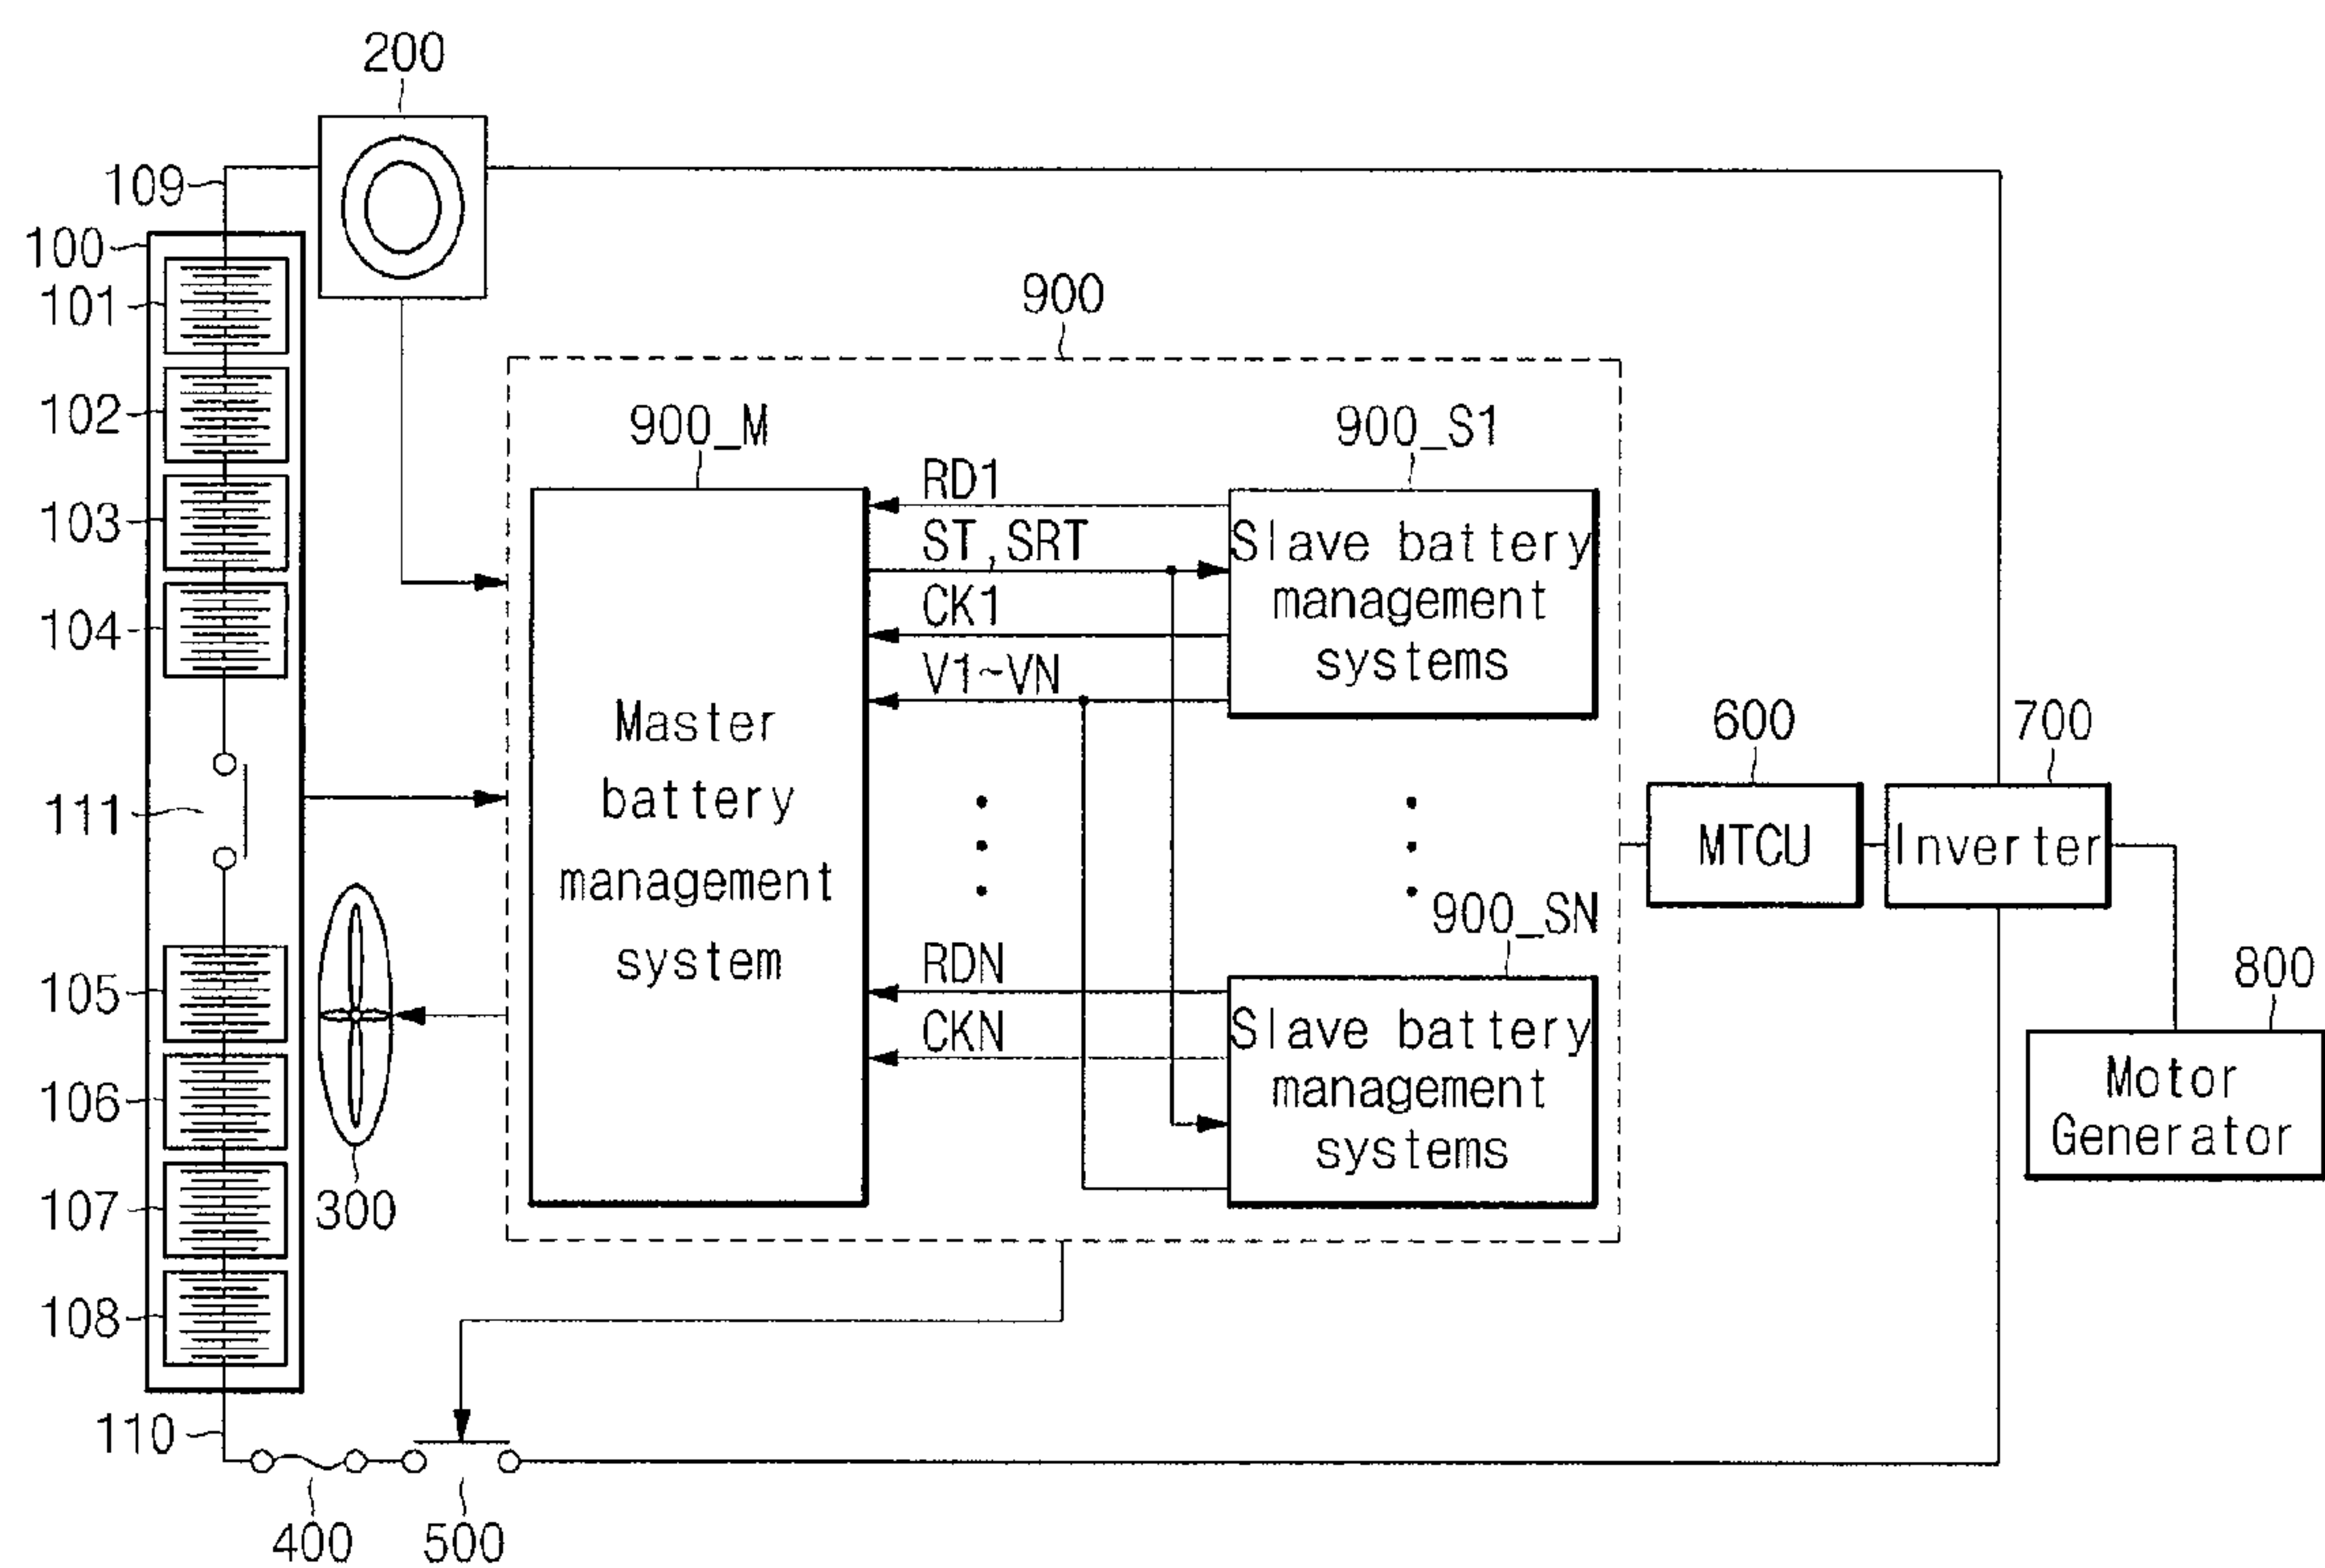 200
109
100
101
102
103
104
111
105
106
107
108
110
300
400
500
900
900_M
900_S1
RD1
ST,SRT
CK1
V1~VN
Master
battery
management
system
Slave battery
management
systems
600
700
MTCU
Inverter
900_SN
RDN
CKN
Slave battery
management
systems
800
Motor
Generator